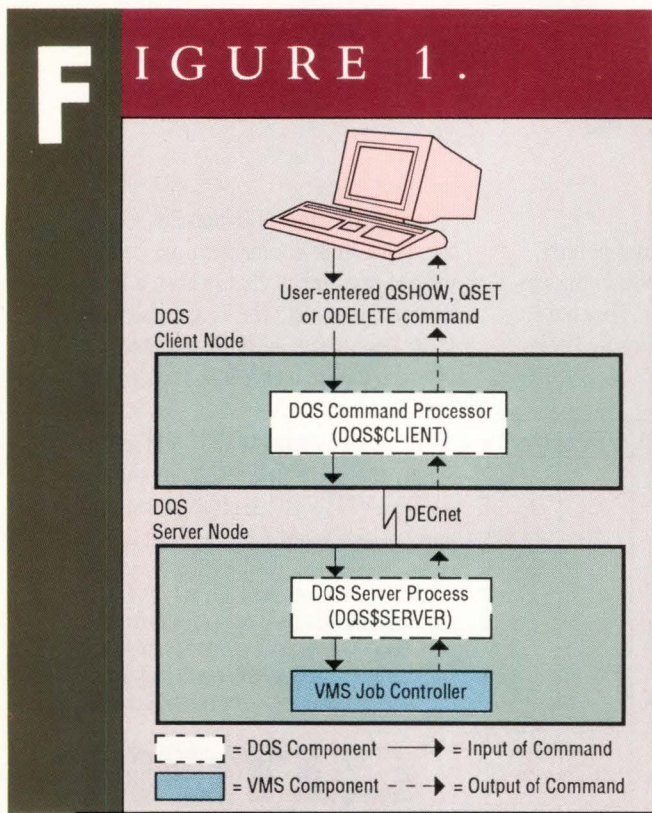 FIGURE 1.
User-entered QSHOW, QSET
or QDELETE command
DQS
Client Node
DQS Command Processor
(DQS$CLIENT)
DECnet
DQS
Server Node
DQS Server Process
(DQS$SERVER)
VMS Job Controller
= DQS Component = Input of Command
= VMS Component = Output of Command